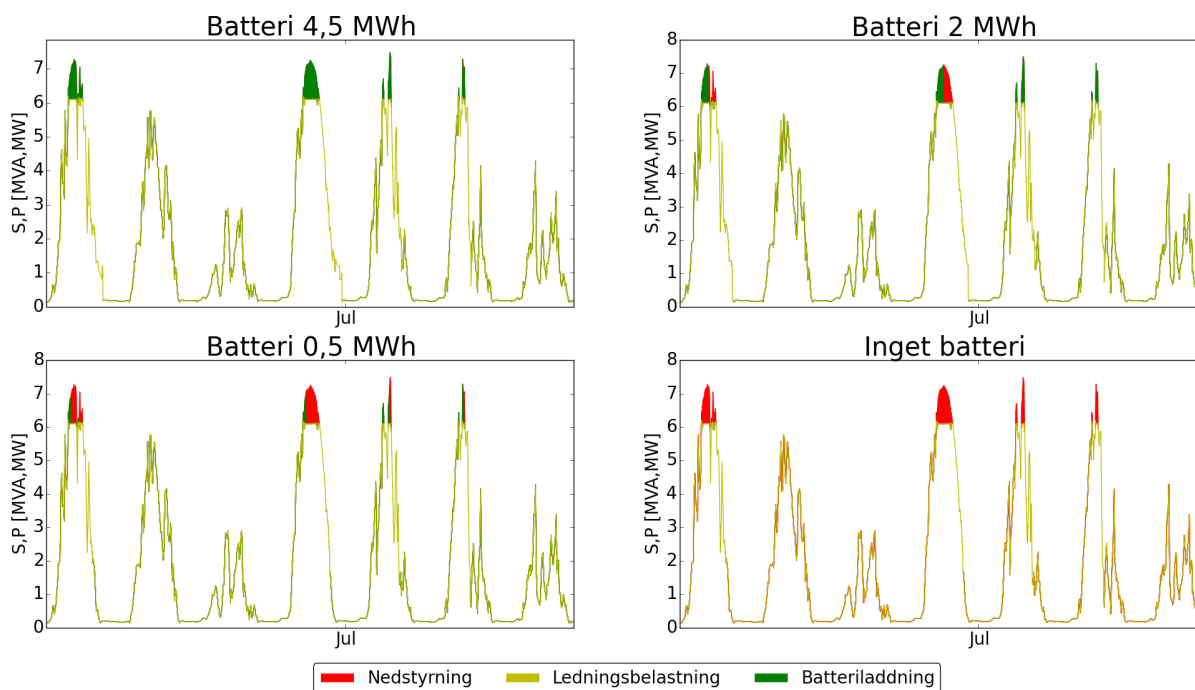 Batteri 4,5 MWh
S,P [MVA,MW]
7
6
5
4
3
2
1
0
Jul
Batteri 2 MWh
S,P [MVA,MW]
8
7
6
5
4
3
2
1
0
Jul
Batteri 0,5 MWh
S,P [MVA,MW]
8
7
6
5
4
3
2
1
0
Jul
Inget batteri
S,P [MVA,MW]
8
7
6
5
4
3
2
1
0
Jul
Nedstyrning Ledningsbelastning Batteriladdning